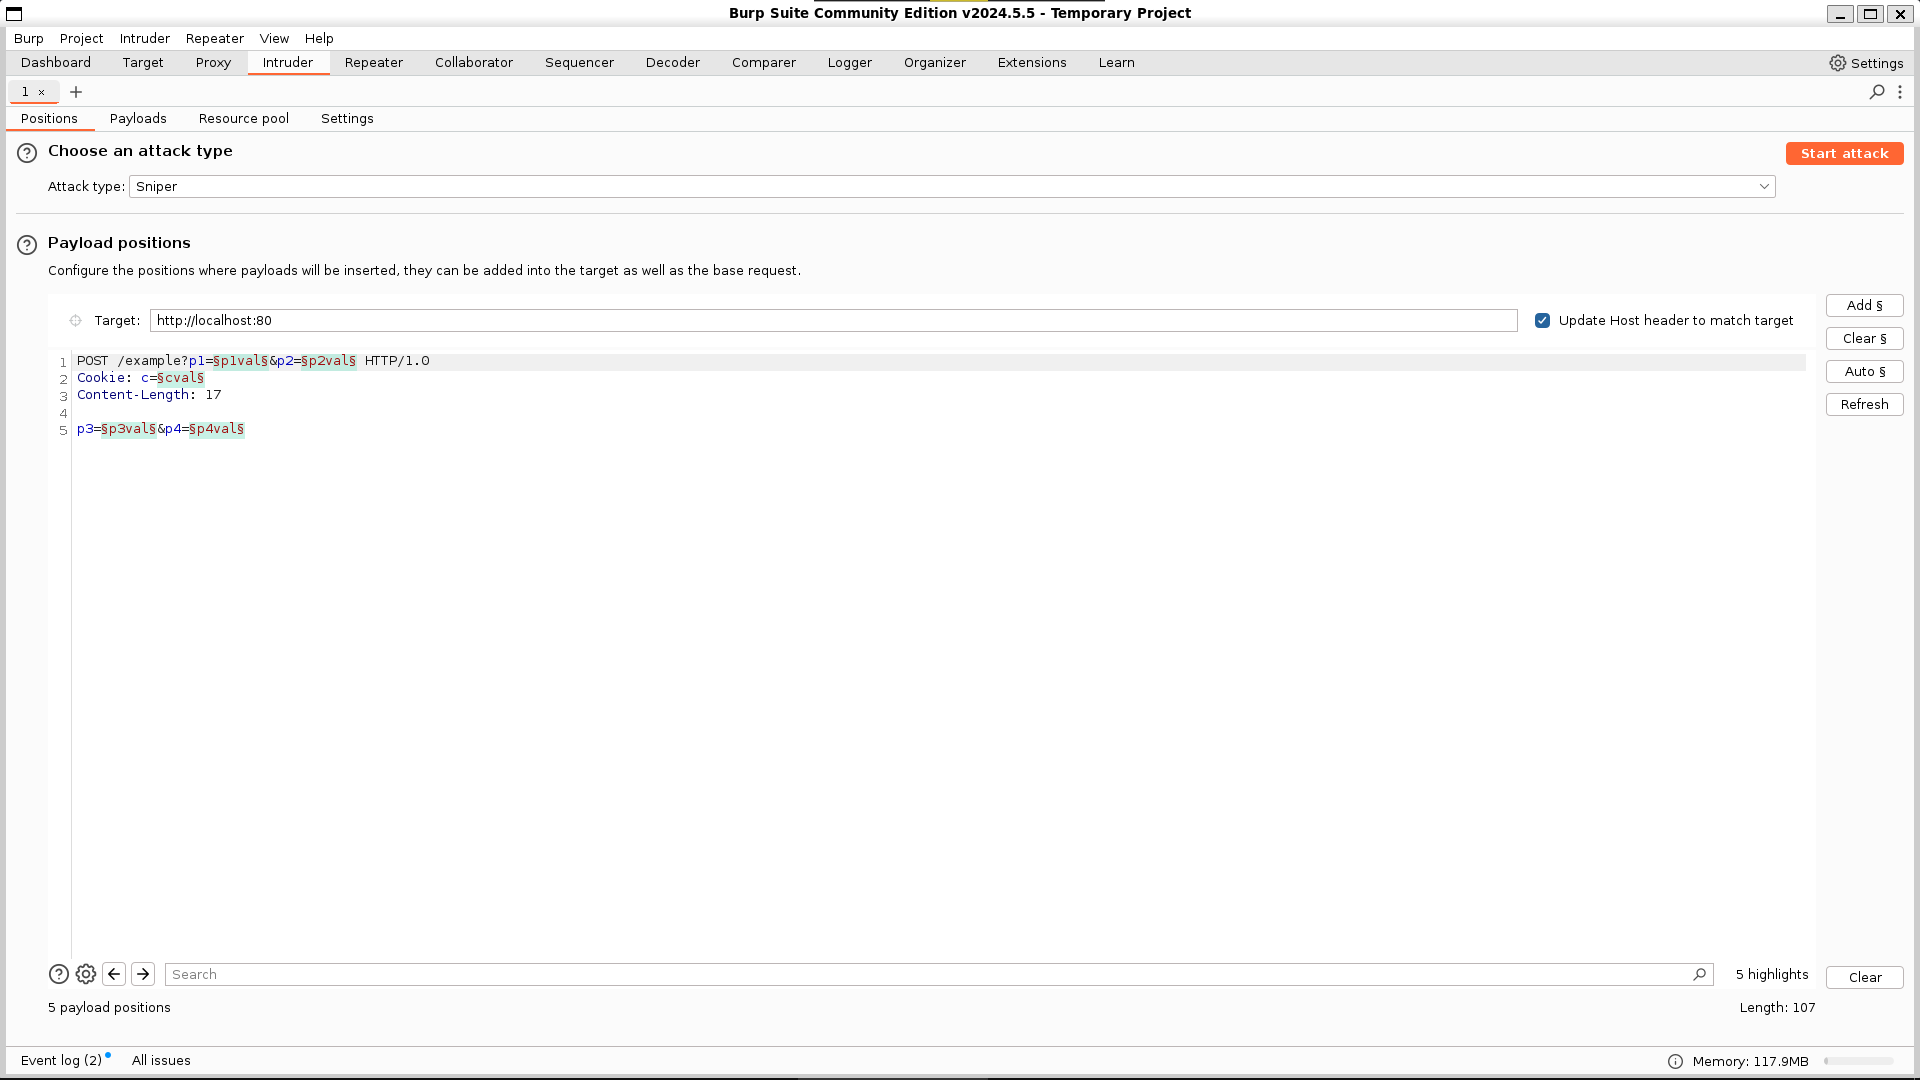 Burp Suite Community Edition v2024.5.5 - Temporary Project
Burp Project Intruder Repeater View Help
Dashboard Target Proxy Intruder Repeater Collaborator Sequencer Decoder Comparer Logger Organizer Extensions Learn Settings
1 × +
Positions Payloads Resource pool Settings
Choose an attack type
Start attack
Attack type: Sniper
Payload positions
Configure the positions where payloads will be inserted, they can be added into the target as well as the base request.
Add §
Target: http://localhost:80 Update Host header to match target
Clear §
1 POST /example?p1=§p1val§&p2=§p2val§ HTTP/1.0
2 Cookie: c=§cval§
Auto §
3 Content-Length: 17
Refresh
4
5 p3=§p3val§&p4=§p4val§
Search
5 highlights
Clear
5 payload positions
Length: 107
Event log (2) All issues
Memory: 117.9MB